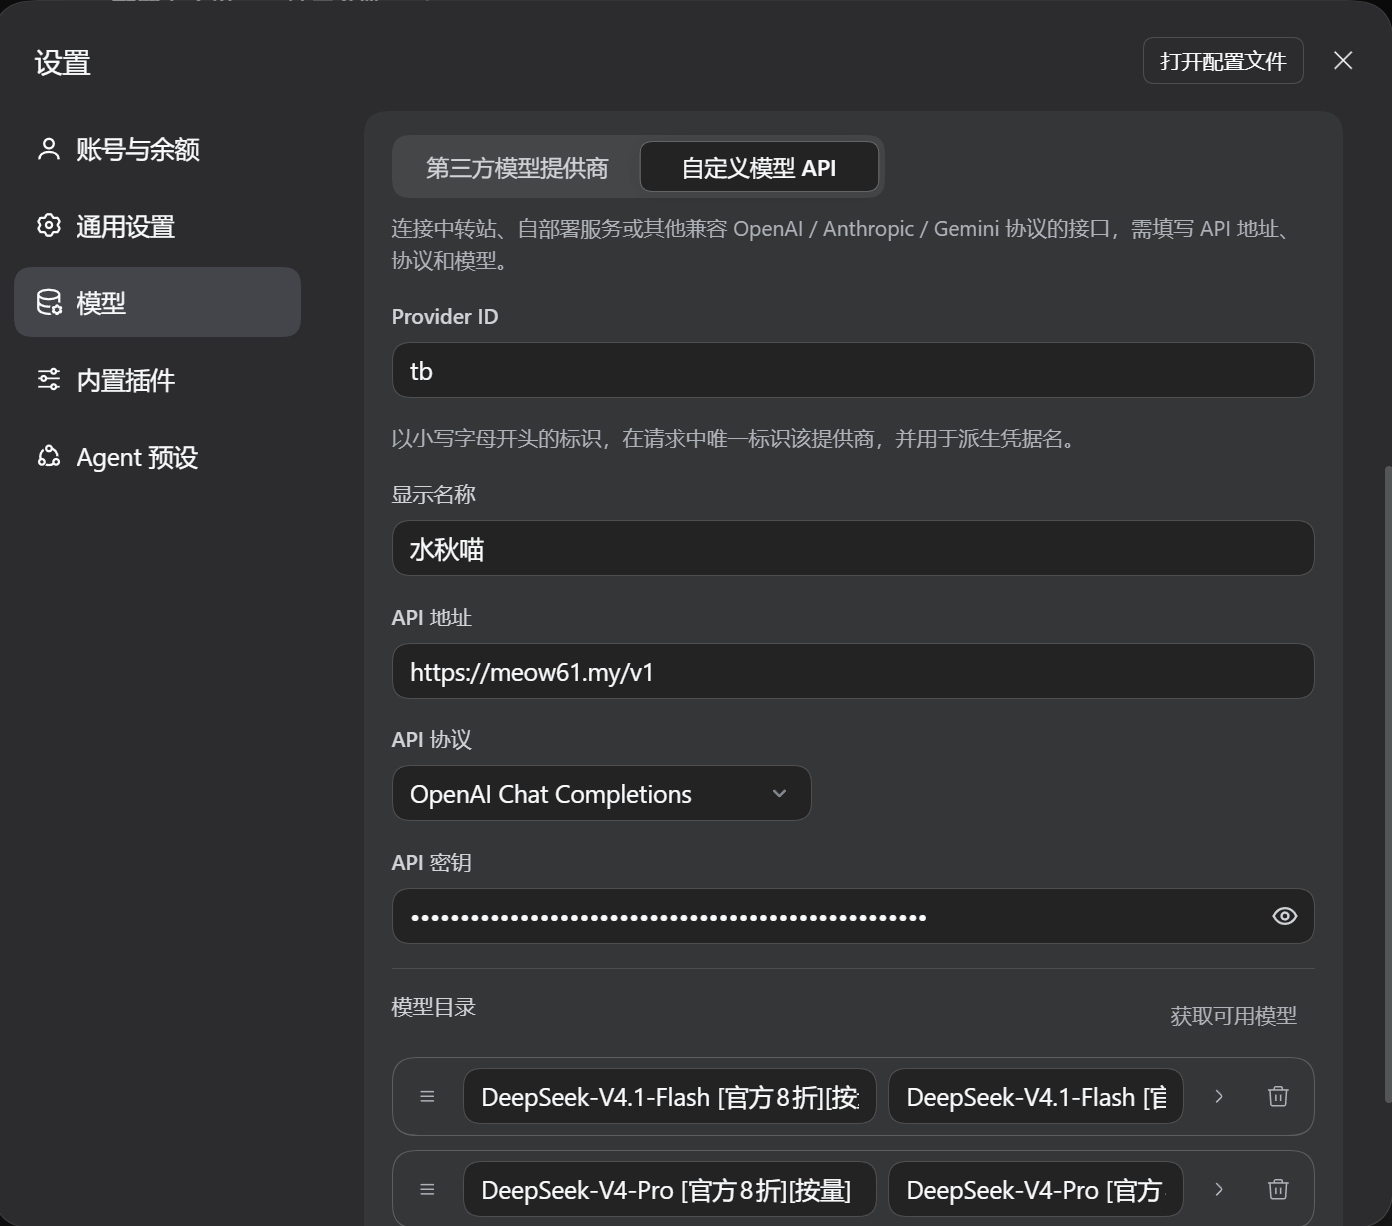 设置
打开配置文件
账号与余额
通用设置
模型
内置插件
Agent 预设
第三方模型提供商
自定义模型 API
连接中转站、自部署服务或其他兼容 OpenAI / Anthropic / Gemini 协议的接口，需填写 API 地址、
协议和模型。
Provider ID
tb
以小写字母开头的标识，在请求中唯一标识该提供商，并用于派生凭据名。
显示名称
水秋喵
API 地址
https://meow61.my/v1
API 协议
OpenAI Chat Completions
API 密钥
模型目录
获取可用模型
DeepSeek-V4.1-Flash [官方8折][按
DeepSeek-V4.1-Flash [官
DeepSeek-V4-Pro [官方8折][按量]
DeepSeek-V4-Pro [官方